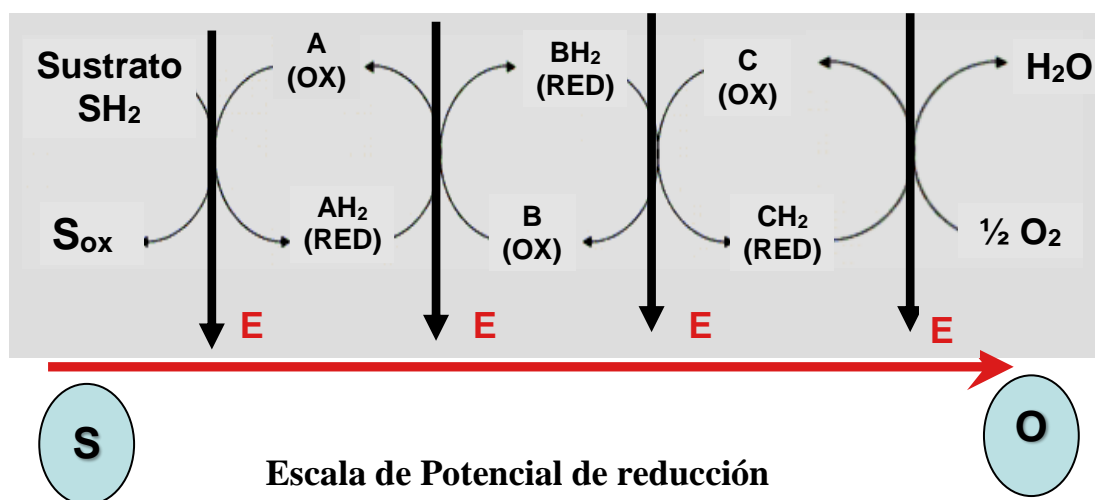 Sustrato
SH₂
A
(OX)
BH₂
(RED)
C
(OX)
H₂O
Sox
AH₂
(RED)
B
(OX)
CH₂
(RED)
½ O₂
E
E
E
E
S
O
Escala de Potencial de reducción